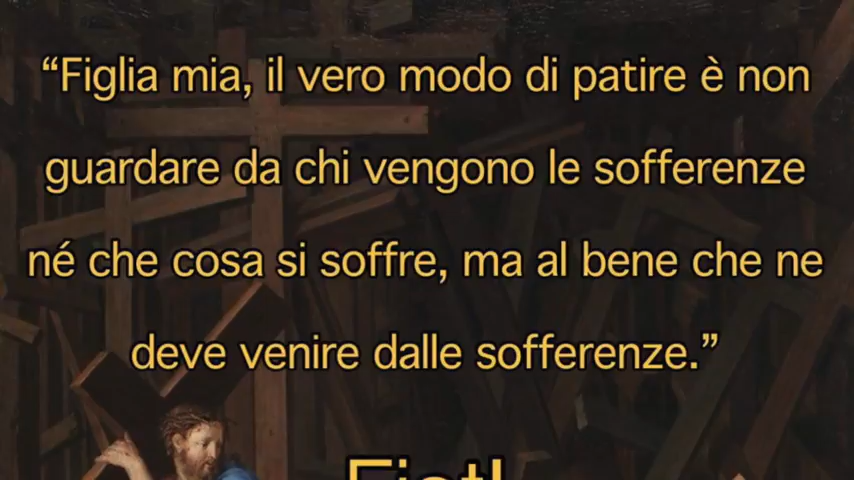 “Figlia mia, il vero modo di patire è non
guardare da chi vengono le sofferenze
né che cosa si soffre, ma al bene che ne
deve venire dalle sofferenze.”
Fiat!